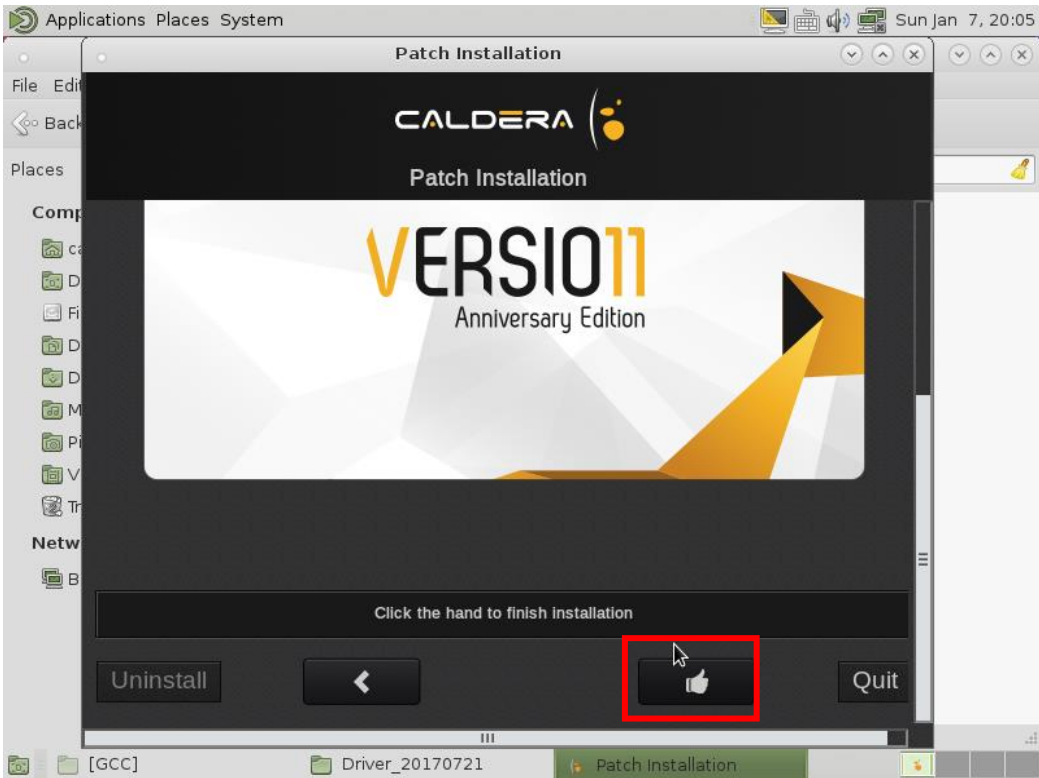 Applications Places System
Sun Jan 7, 20:05
Patch Installation
File Edit
Back
CALDERA
Places
Patch Installation
VERSIO11
Anniversary Edition
Netw
Click the hand to finish installation
Uninstall
Quit
[GCC]
Driver_20170721
Patch Installation